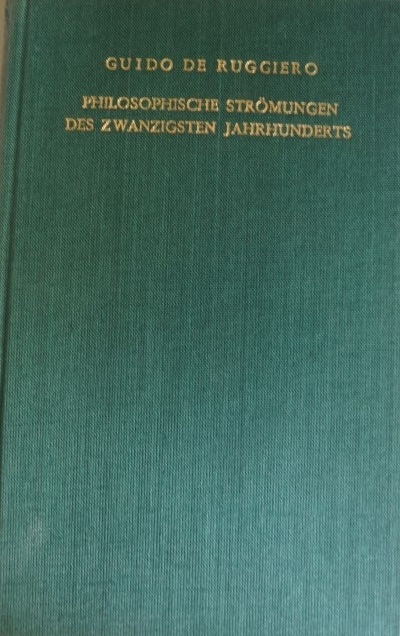 GUIDO DE RUGGIERO
PHILOSOPHISCHE STRÖMUNGEN
DES ZWANZIGSTEN JAHRHUNDERTS